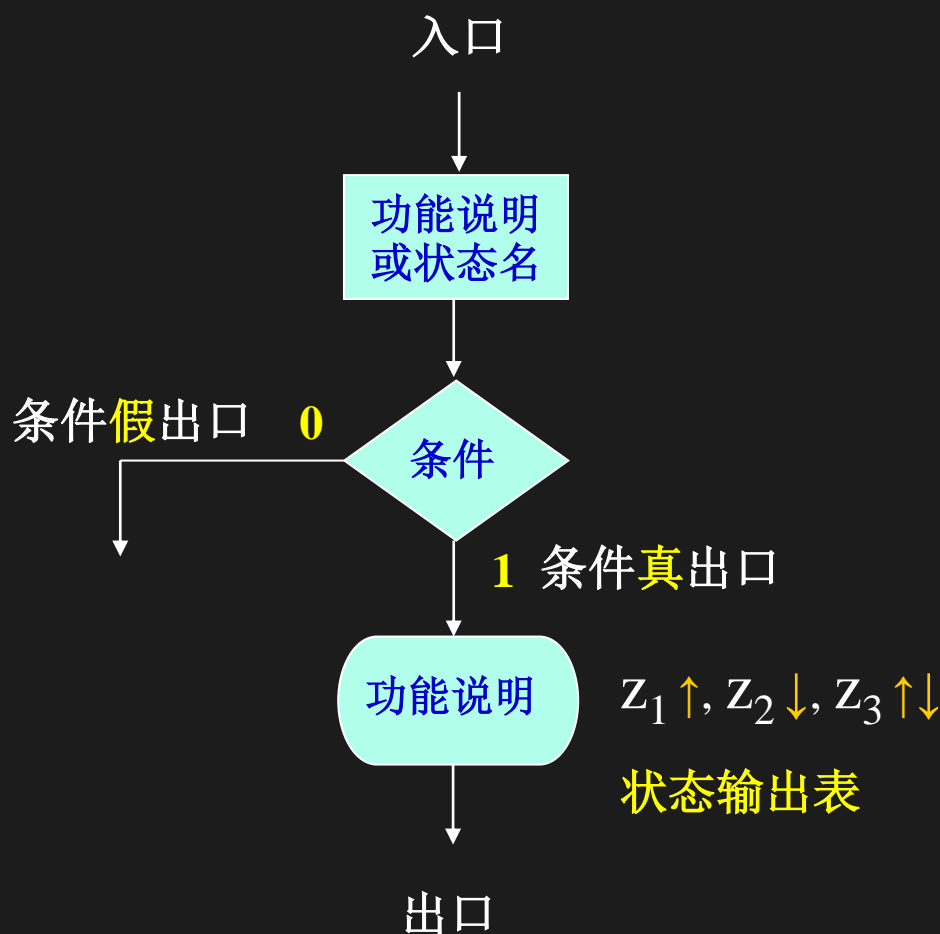 入口
功能说明
或状态名
条件假出口 0
条件
1 条件真出口
功能说明
z₁↑, z₂↓, z₃↑↓
状态输出表
出口